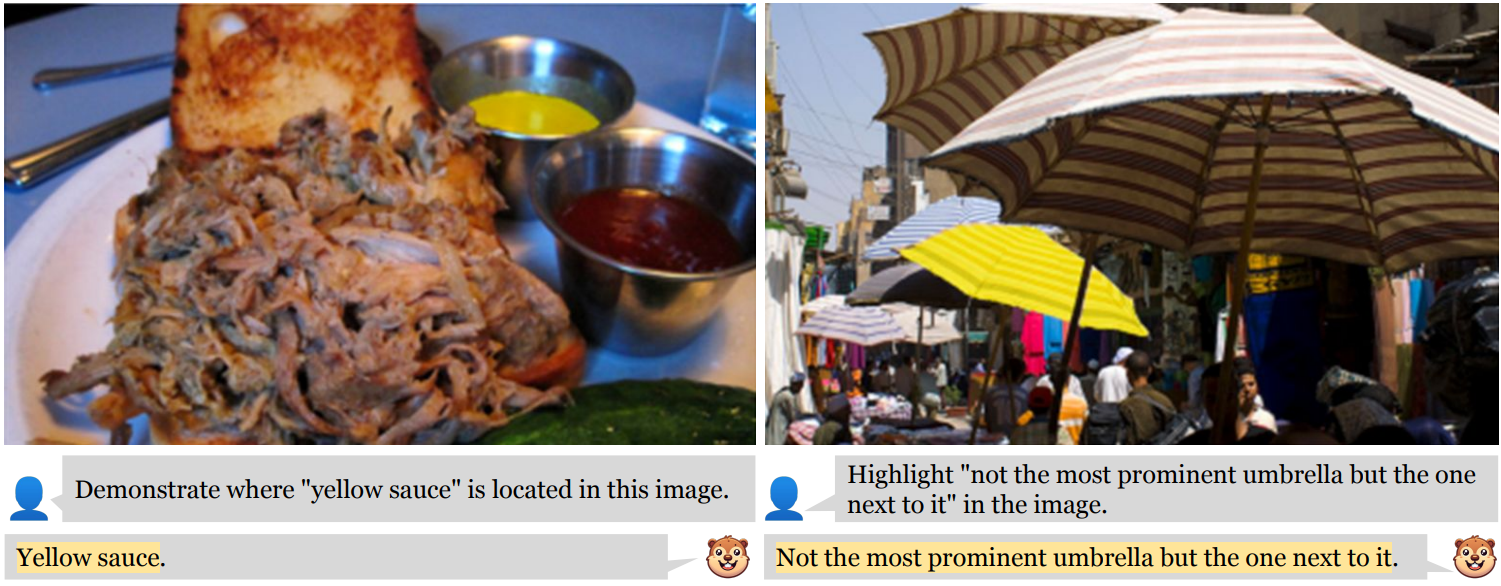 Demonstrate where "yellow sauce" is located in this image.
Yellow sauce.
Highlight "not the most prominent umbrella but the one
next to it" in the image.
Not the most prominent umbrella but the one next to it.